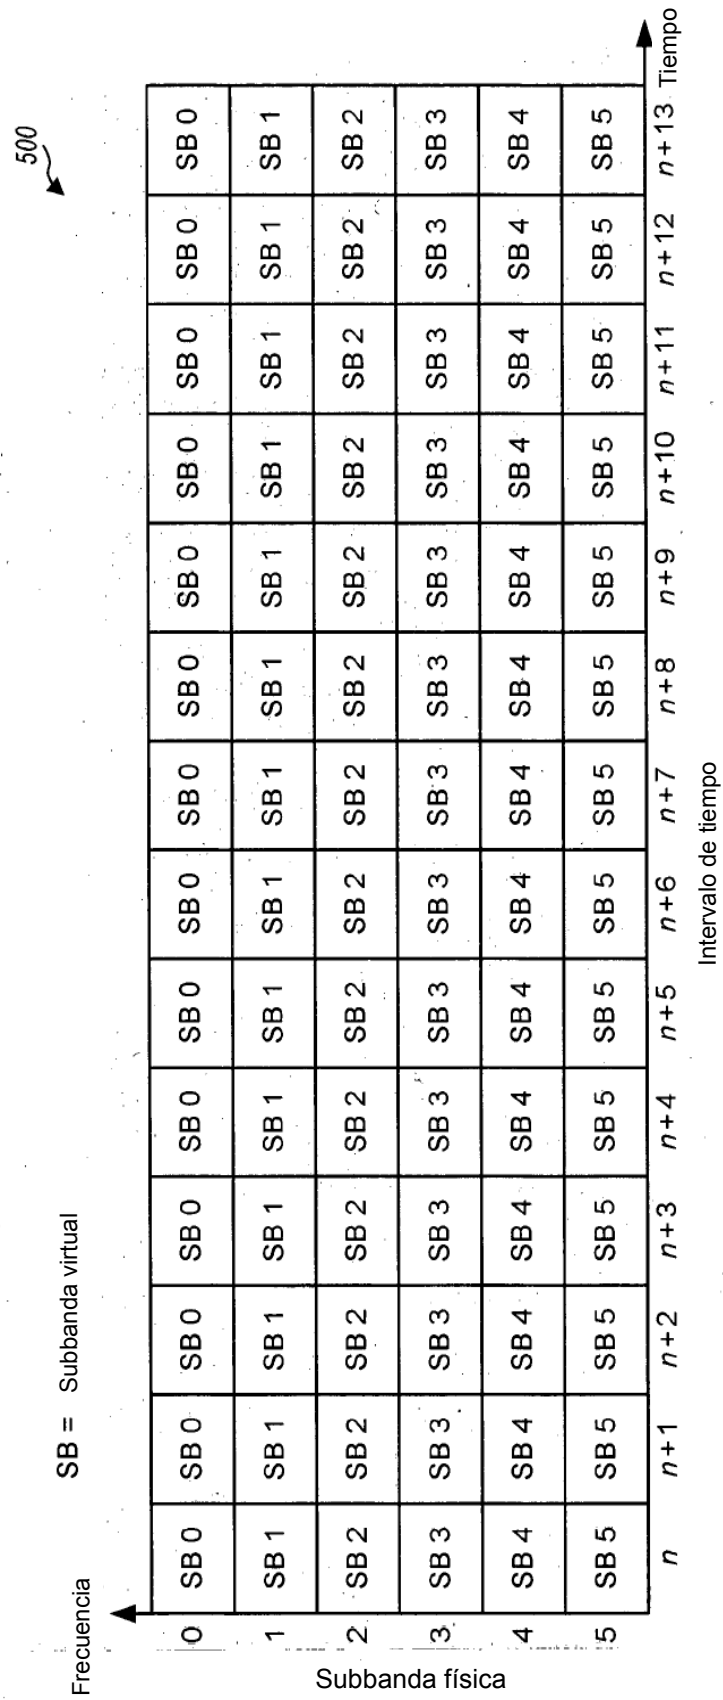 500
SB = Subbanda virtual
Frecuencia
0 SB 0 SB 0 SB 0 SB 0 SB 0 SB 0 SB 0 SB 0 SB 0 SB 0 SB 0 SB 0 SB 0 SB 0
1 SB 1 SB 1 SB 1 SB 1 SB 1 SB 1 SB 1 SB 1 SB 1 SB 1 SB 1 SB 1 SB 1 SB 1
2 SB 2 SB 2 SB 2 SB 2 SB 2 SB 2 SB 2 SB 2 SB 2 SB 2 SB 2 SB 2 SB 2 SB 2
3 SB 3 SB 3 SB 3 SB 3 SB 3 SB 3 SB 3 SB 3 SB 3 SB 3 SB 3 SB 3 SB 3 SB 3
4 SB 4 SB 4 SB 4 SB 4 SB 4 SB 4 SB 4 SB 4 SB 4 SB 4 SB 4 SB 4 SB 4 SB 4
5 SB 5 SB 5 SB 5 SB 5 SB 5 SB 5 SB 5 SB 5 SB 5 SB 5 SB 5 SB 5 SB 5 SB 5
Subbanda física
n n+1 n+2 n+3 n+4 n+5 n+6 n+7 n+8 n+9 n+10 n+11 n+12 n+13 Tiempo
Intervalo de tiempo